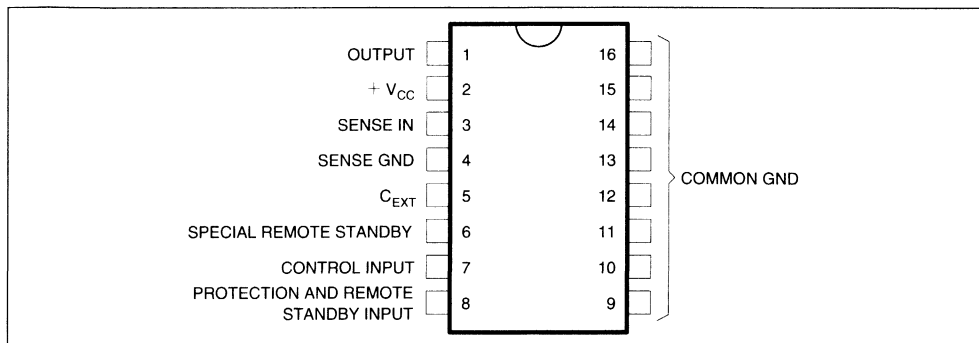 OUTPUT 1 16
+ V_CC 2 15
SENSE IN 3 14
SENSE GND 4 13
COMMON GND
C_EXT 5 12
SPECIAL REMOTE STANDBY 6 11
CONTROL INPUT 7 10
PROTECTION AND REMOTE
STANDBY INPUT 8 9